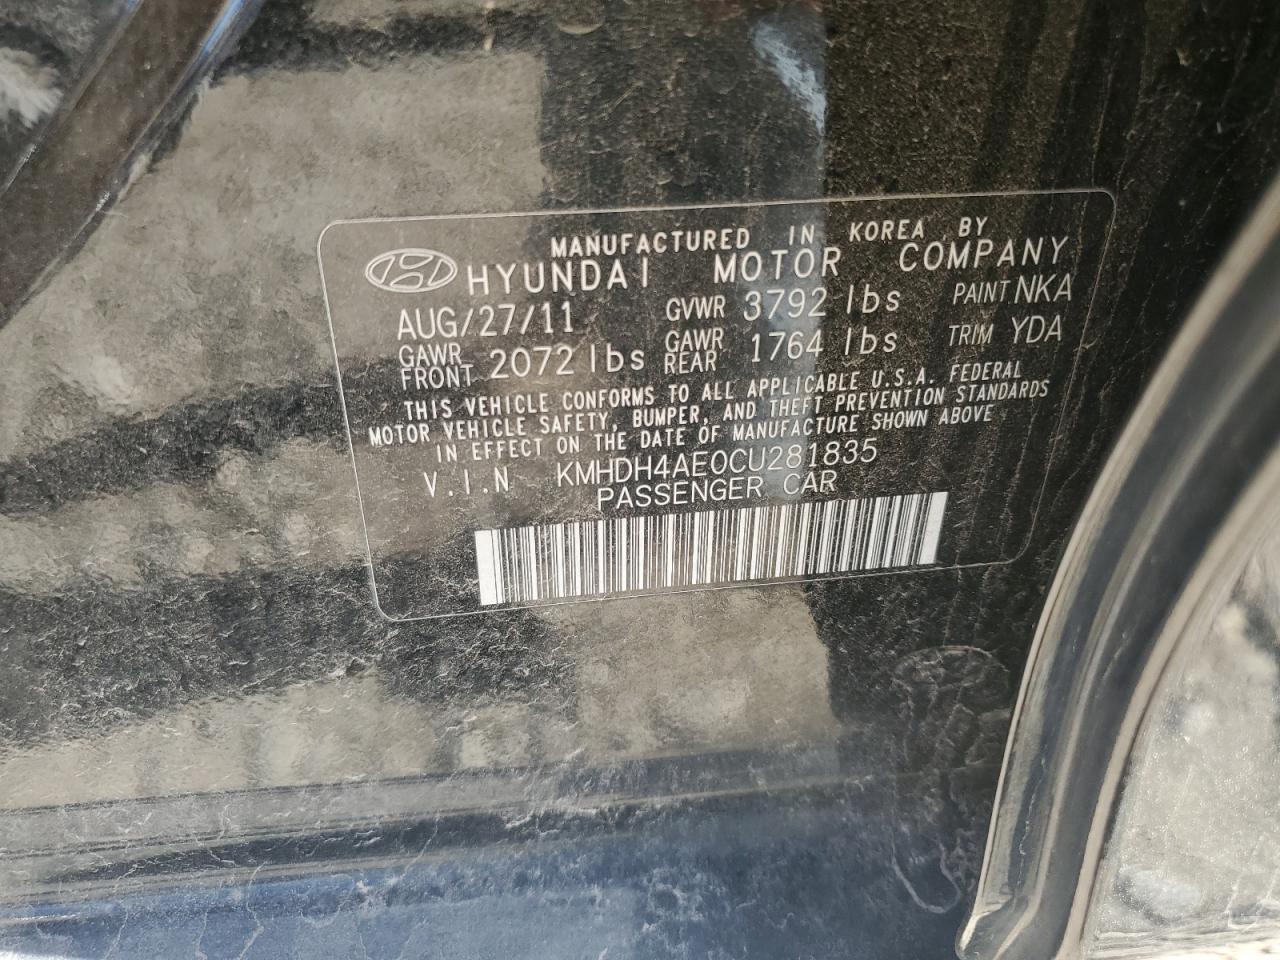 MANUFACTURED IN KOREA BY
HYUNDAI MOTOR COMPANY
AUG/27/11 GVWR 3792 lbs PAINT NKA
GAWR FRONT 2072 lbs GAWR REAR 1764 lbs TRIM YDA
THIS VEHICLE CONFORMS TO ALL APPLICABLE U.S.A. FEDERAL
MOTOR VEHICLE SAFETY, BUMPER, AND THEFT PREVENTION STANDARDS
IN EFFECT ON THE DATE OF MANUFACTURE SHOWN ABOVE
V.I.N KMHDH4AE0CU281835
PASSENGER CAR